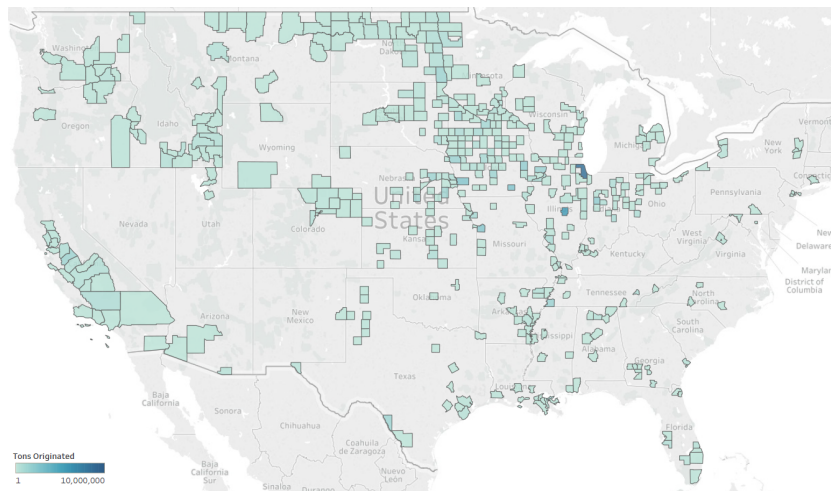 Washington
Montana
North
Dakota
Minnesota
Vermont
Oregon
Idaho
Wisconsin
Michigan
New
York
Wyoming
Connecticut
Nebraska
Pennsylvania
United
States
Illinois
Ohio
Nevada
Utah
Colorado
Kansas
Missouri
West
Virginia
Virginia
New
Delaware
Kentucky
Maryland
District of
Columbia
Arizona
New
Mexico
Oklahoma
Arkansas
Tennessee
North
Carolina
South
Carolina
Mississippi
Alabama
Georgia
Texas
Louisiana
Baja
California
Sonora
Chihuahua
Coahuila
de Zaragoza
Florida
Nuevo
León
Baja
California
Sur
Sinaloa
Durango
Tons Originated
1 10,000,000